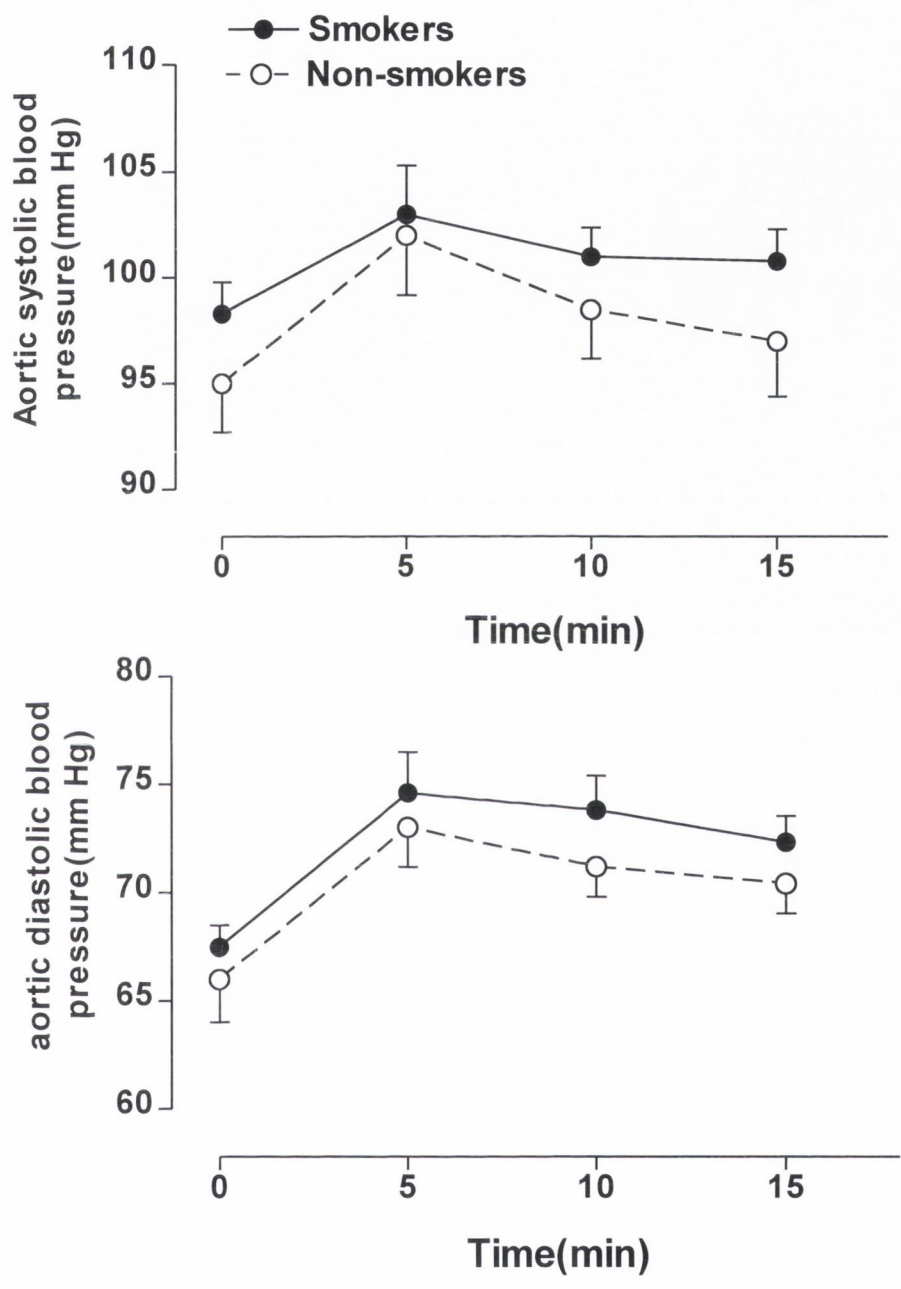 Smokers
Non-smokers
110
105
100
95
90
Aortic systolic blood
pressure(mm Hg)
0 5 10 15
Time(min)
80
75
70
65
60
aortic diastolic blood
pressure(mm Hg)
0 5 10 15
Time(min)